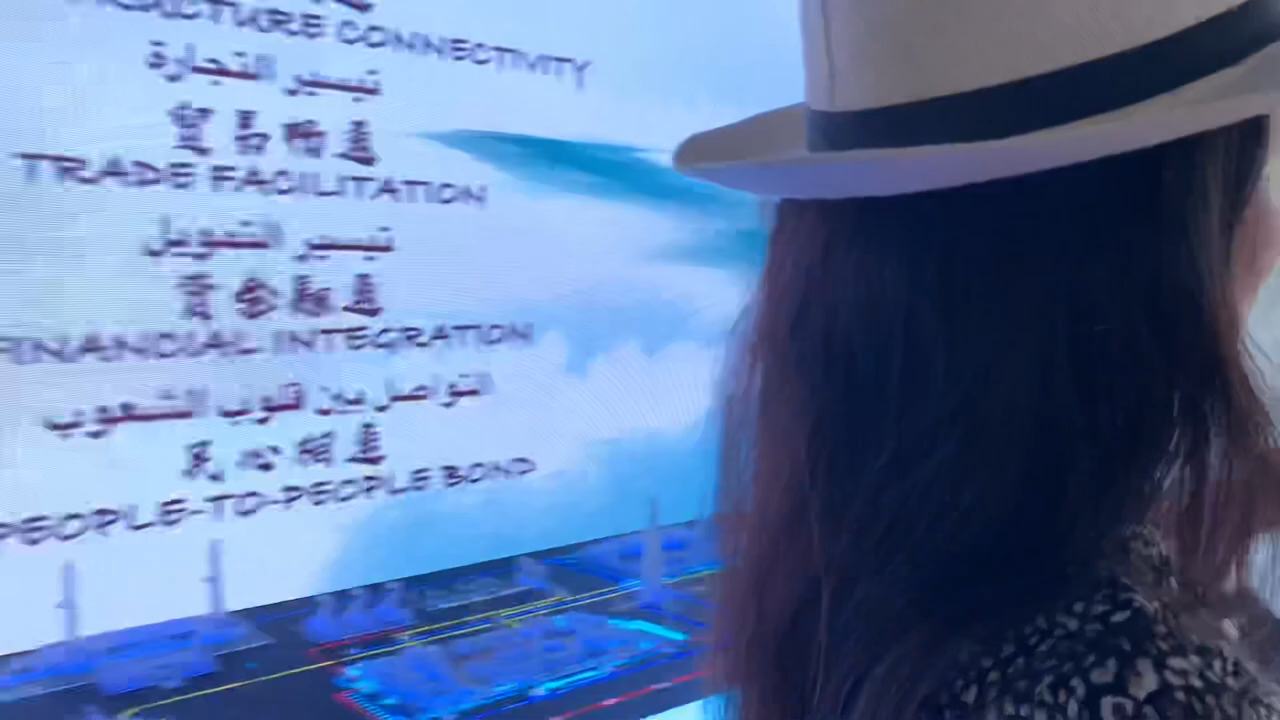 CONNECTIVITY
تيسير التجارة
贸易畅通
TRADE FACILITATION
تيسير التمويل
资金融通
FINANCIAL INTEGRATION
التواصل بين قلوب الشعوب
民心相通
PEOPLE-TO-PEOPLE BOND